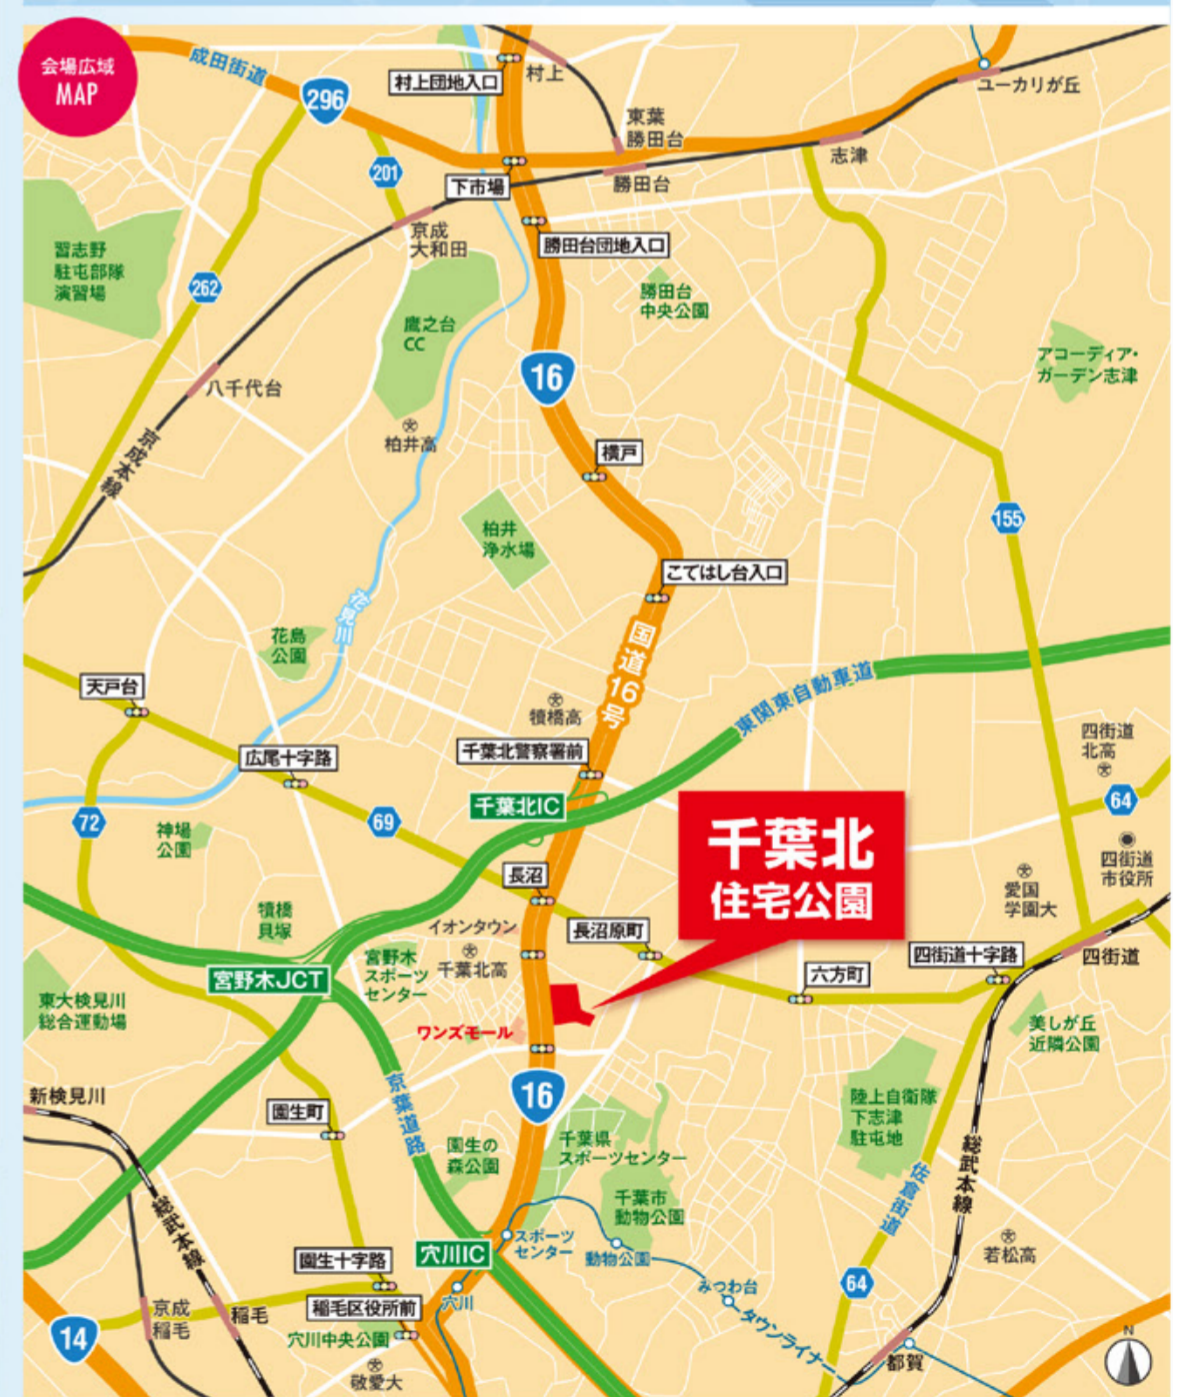 会場広域
MAP
成田街道
296
村上団地入口
村上
ユーカリが丘
東葉
勝田台
志津
201
下市場
勝田台
京成
大和田
勝田台団地入口
習志野
駐屯部隊
演習場
262
勝田台
中央公園
鷹之台
CC
アコーディア・
ガーデン志津
16
八千代台
柏井高
京成本線
横戸
155
柏井
浄水場
こてはし台入口
花見川
花島
公園
国道16号
天戸台
東関東自動車道
犢橋高
四街道
北高
広尾十字路
千葉北警察署前
千葉北IC
64
72
69
神場
公園
千葉北
住宅公園
四街道
市役所
長沼
愛国
学園大
犢橋
貝塚
イオンタウン
長沼原町
千葉北高
四街道十字路
四街道
宮野木JCT
宮野木
スポーツ
センター
六方町
東大検見川
総合運動場
ワンズモール
美しが丘
近隣公園
新検見川
京葉道路
16
陸上自衛隊
下志津
駐屯地
園生町
園生の
森公園
千葉県
スポーツセンター
総武本線
佐倉街道
千葉市
動物公園
総武本線
スポーツ
センター
動物公園
若松高
穴川IC
園生十字路
みつわ台
64
京成
稲毛
稲毛
稲毛区役所前
穴川
タウンライナー
14
穴川中央公園
都賀
敬愛大
N